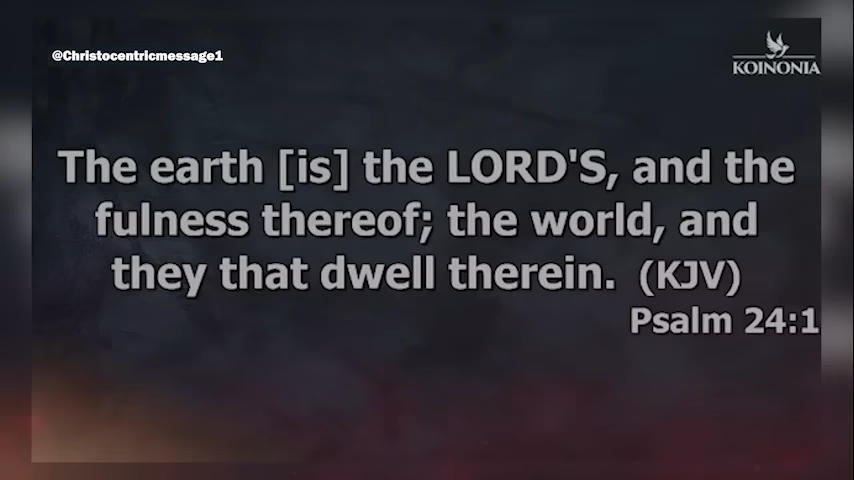 @Christocentricmessage1
KOINONIA
The earth [is] the LORD'S, and the
fulness thereof; the world, and
they that dwell therein. (KJV)
Psalm 24:1